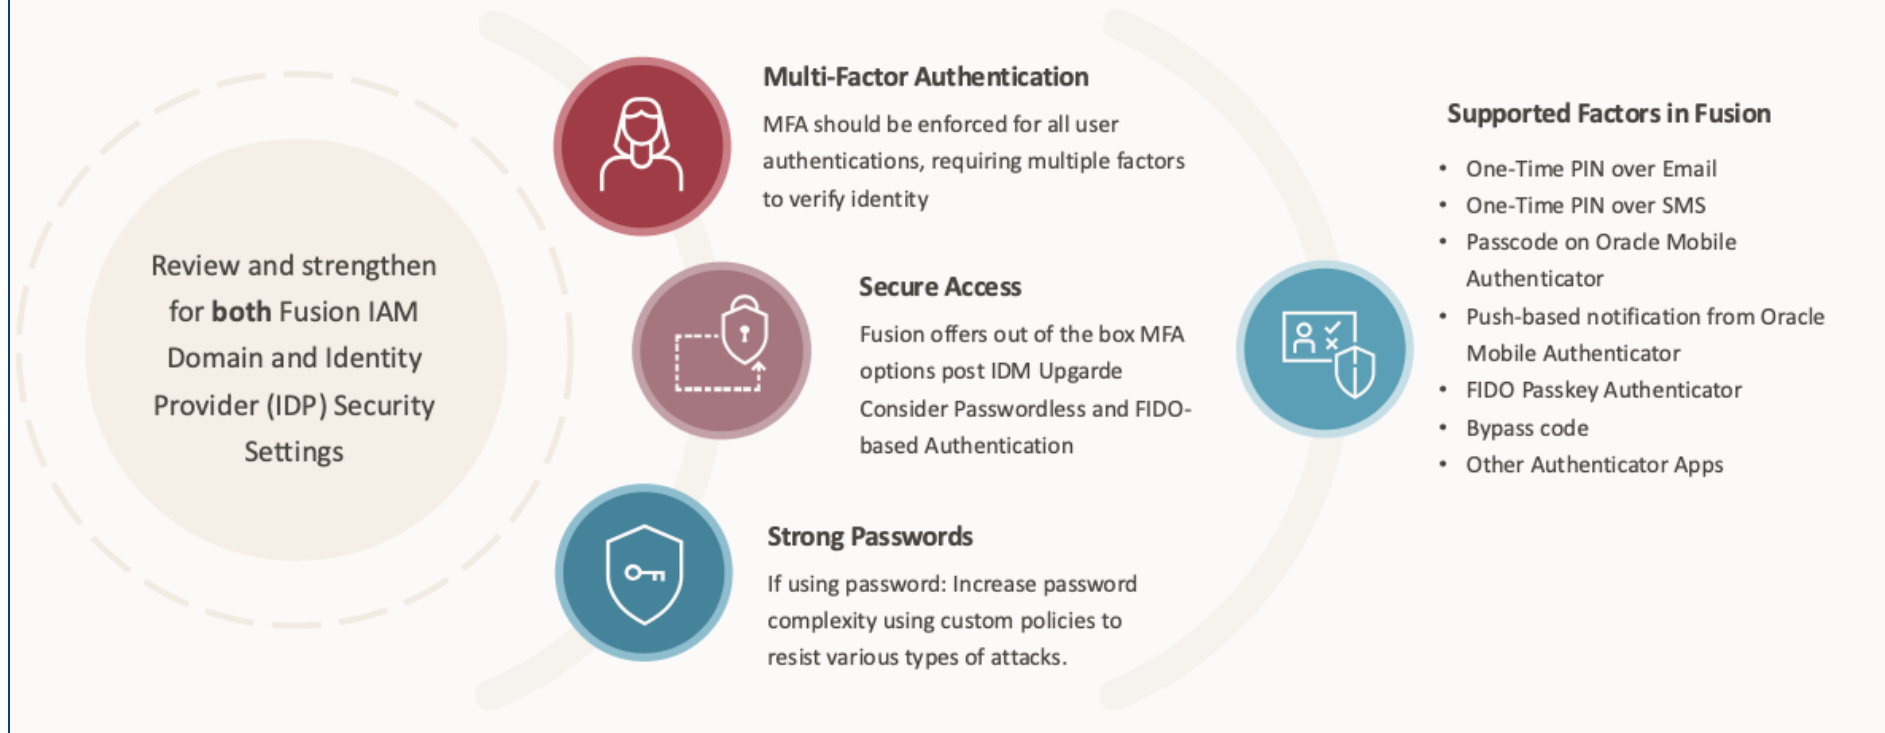 Review and strengthen
for both Fusion IAM
Domain and Identity
Provider (IDP) Security
Settings
Multi-Factor Authentication
MFA should be enforced for all user
authentications, requiring multiple factors
to verify identity
Secure Access
Fusion offers out of the box MFA
options post IDM Upgarde
Consider Passwordless and FIDO-
based Authentication
Strong Passwords
If using password: Increase password
complexity using custom policies to
resist various types of attacks.
Supported Factors in Fusion
• One-Time PIN over Email
• One-Time PIN over SMS
• Passcode on Oracle Mobile
Authenticator
• Push-based notification from Oracle
Mobile Authenticator
• FIDO Passkey Authenticator
• Bypass code
• Other Authenticator Apps